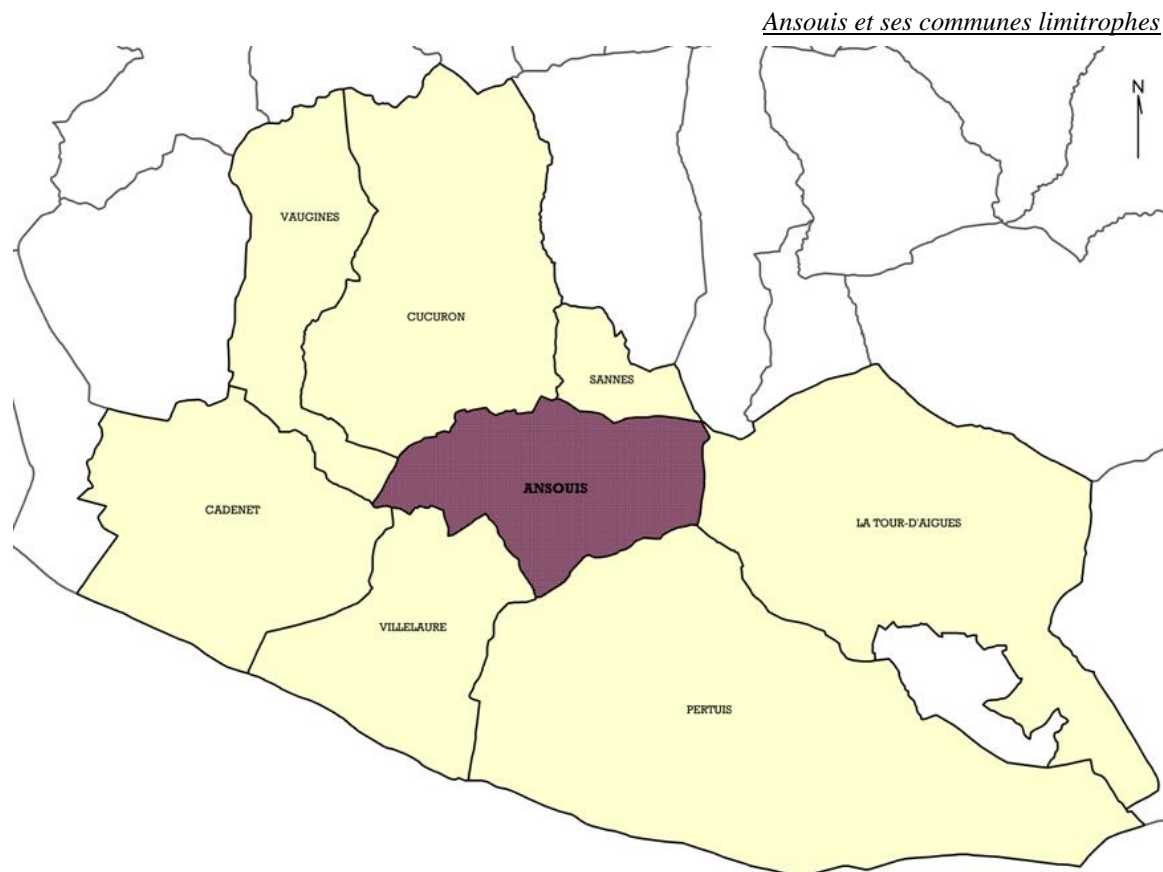 Ansouis et ses communes limitrophes
N
VAUGINES
CUCURON
SANNES
ANSOUIS
CADENET
LA TOUR-D'AIGUES
VILLELAURE
PERTUIS